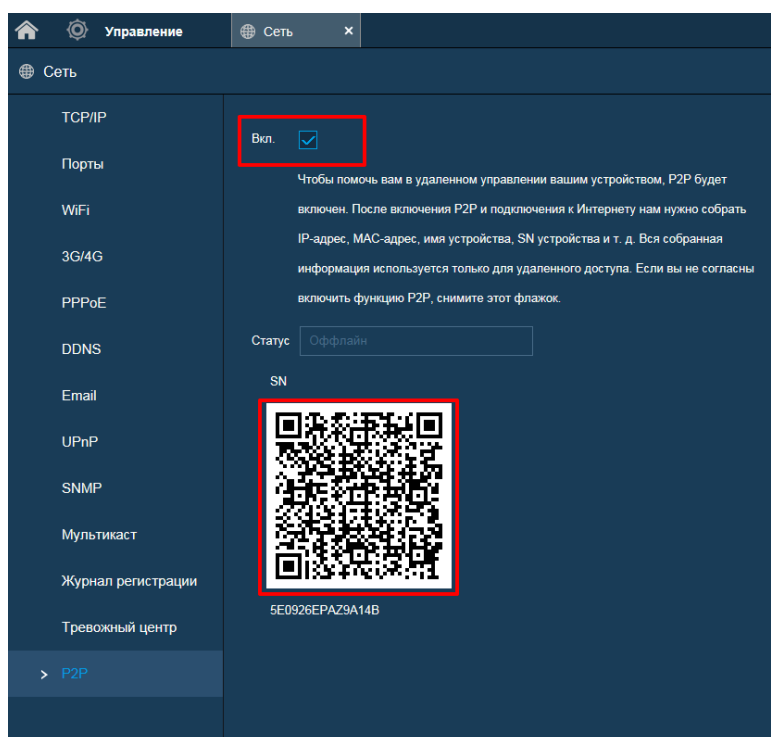 Управление
Сеть ×
Сеть
TCP/IP
Порты
WiFi
3G/4G
PPPoE
DDNS
Email
UPnP
SNMP
Мультикаст
Журнал регистрации
Тревожный центр
> P2P
Вкл.
Чтобы помочь вам в удаленном управлении вашим устройством, P2P будет
включен. После включения P2P и подключения к Интернету нам нужно собрать
IP-адрес, MAC-адрес, имя устройства, SN устройства и т. д. Вся собранная
информация используется только для удаленного доступа. Если вы не согласны
включить функцию P2P, снимите этот флажок.
Статус Оффлайн
SN
5E0926EPAZ9A14B